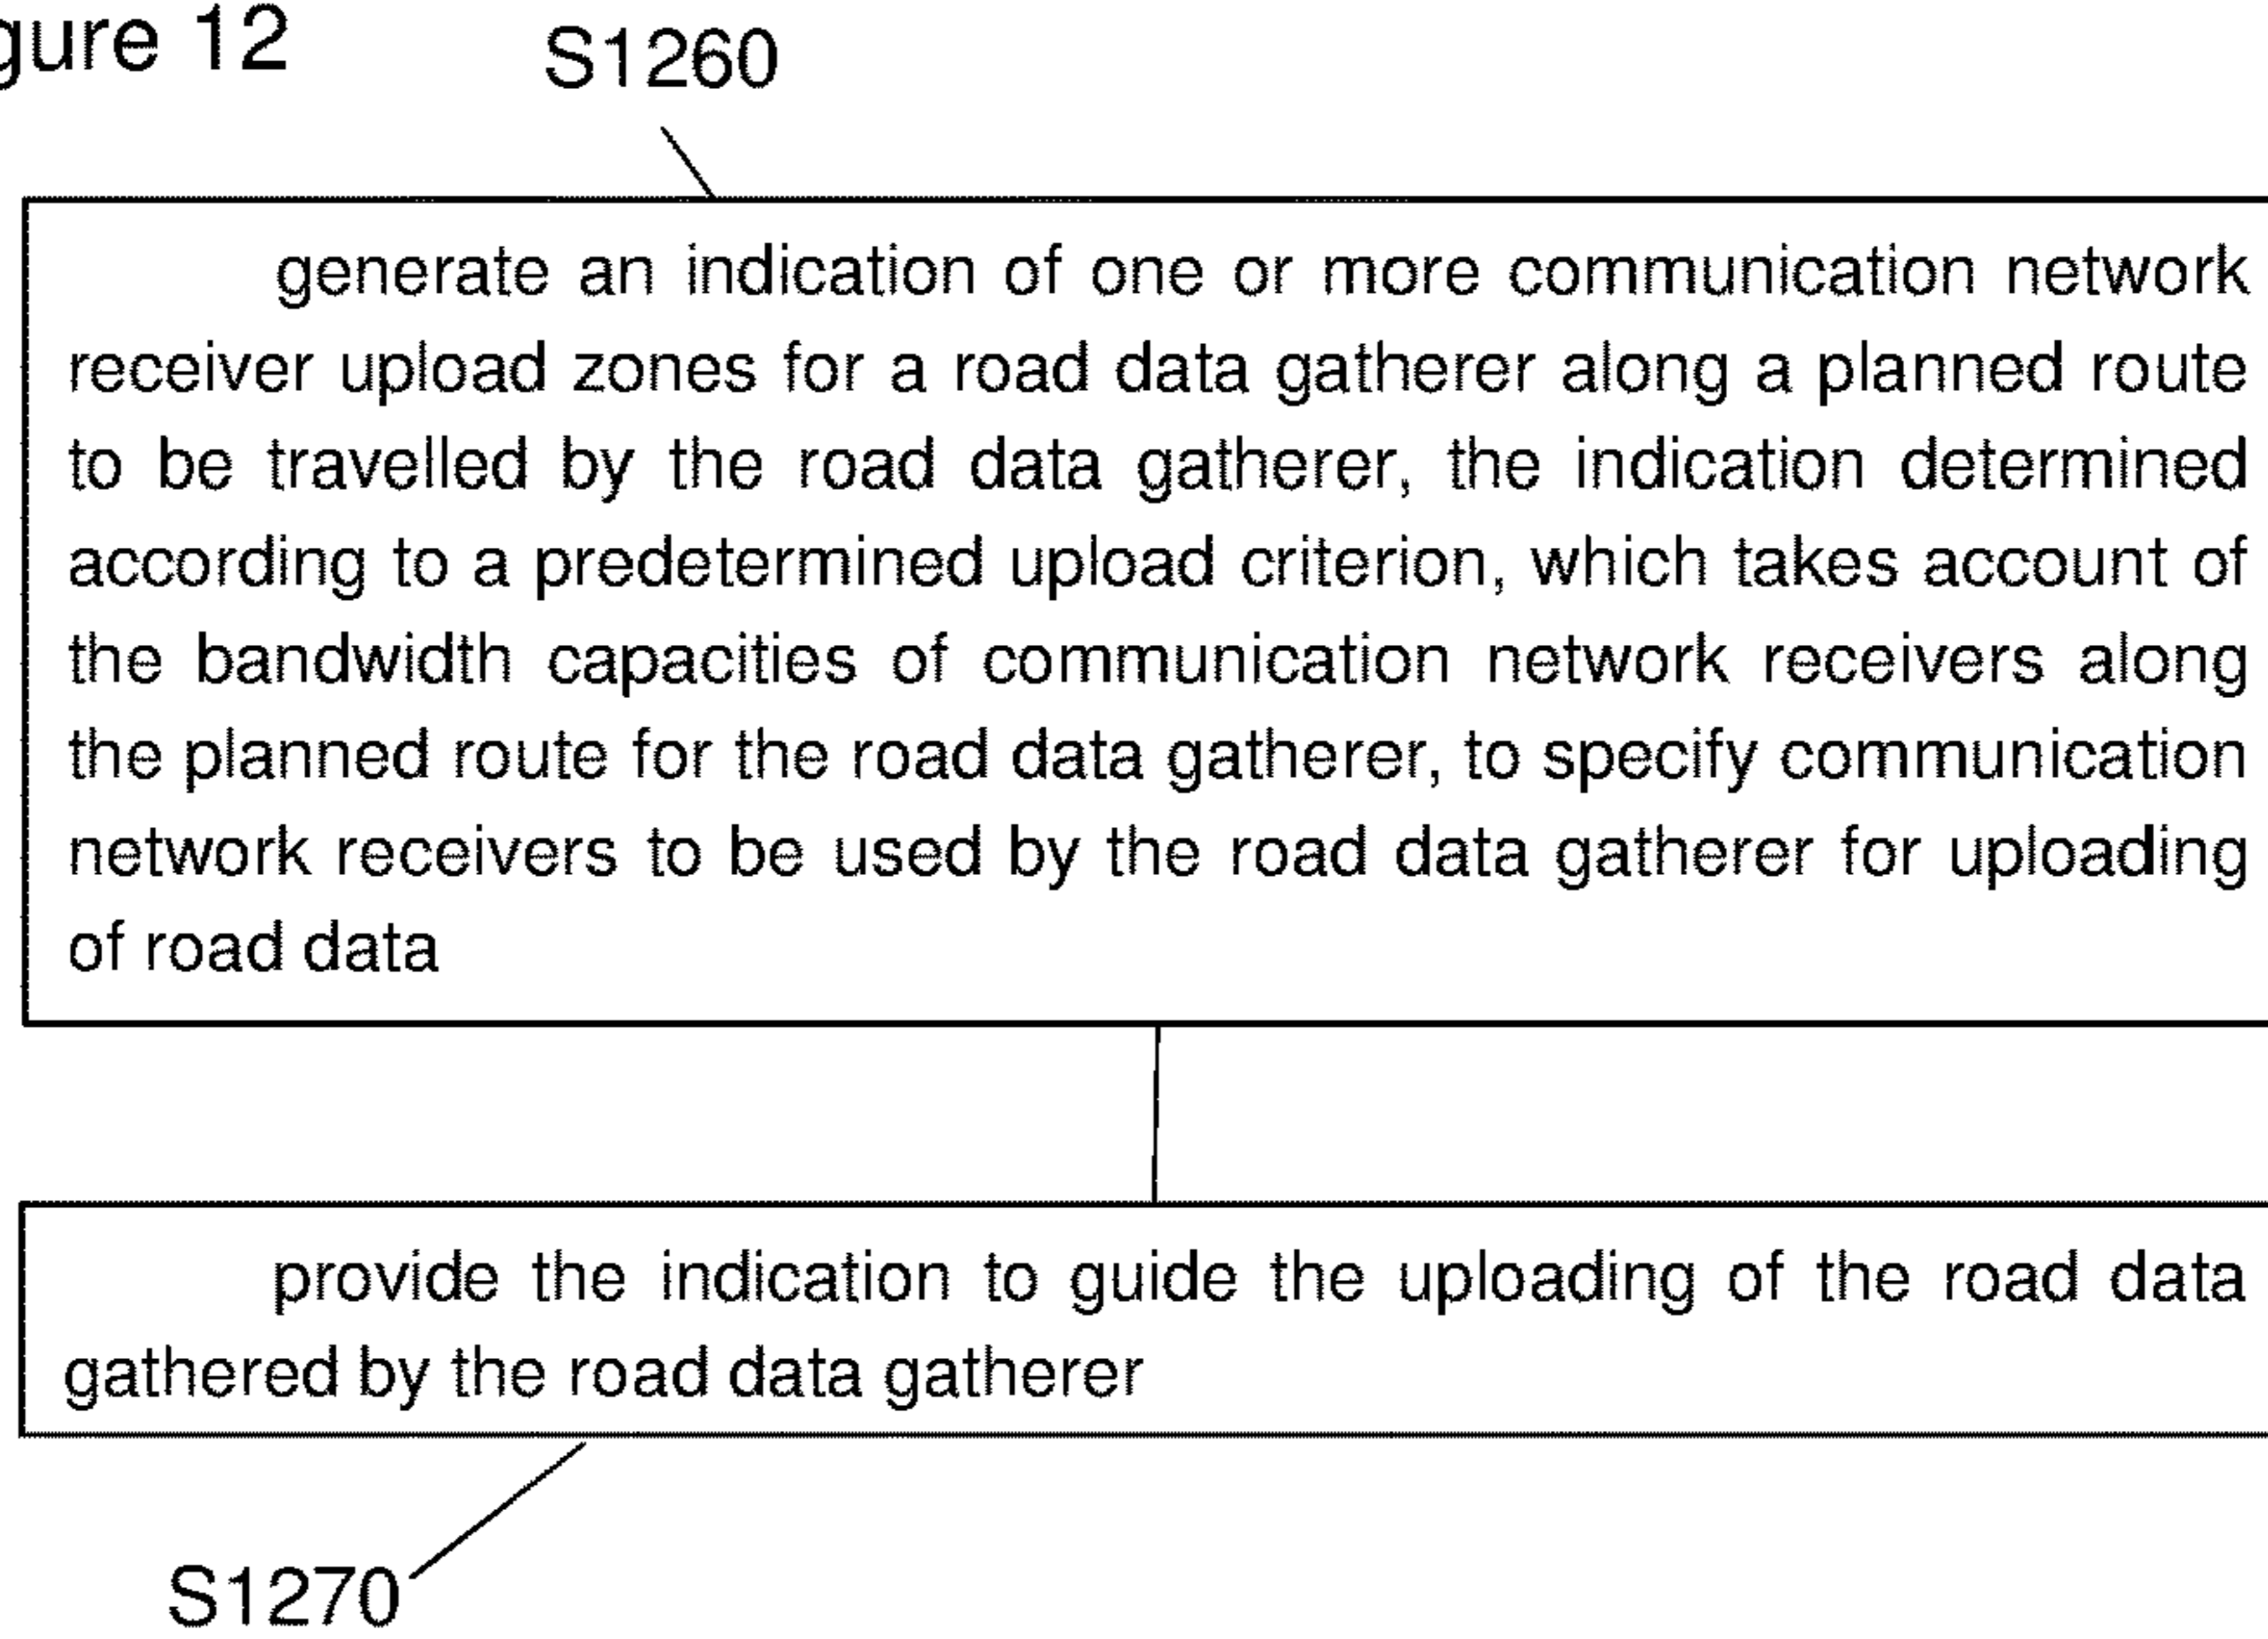 gure 12
S1260
generate an indication of one or more communication network
receiver upload zones for a road data gatherer along a planned route
to be travelled by the road data gatherer, the indication determined
according to a predetermined upload criterion, which takes account of
the bandwidth capacities of communication network receivers along
the planned route for the road data gatherer, to specify communication
network receivers to be used by the road data gatherer for uploading
of road data
provide the indication to guide the uploading of the road data
gathered by the road data gatherer
S1270